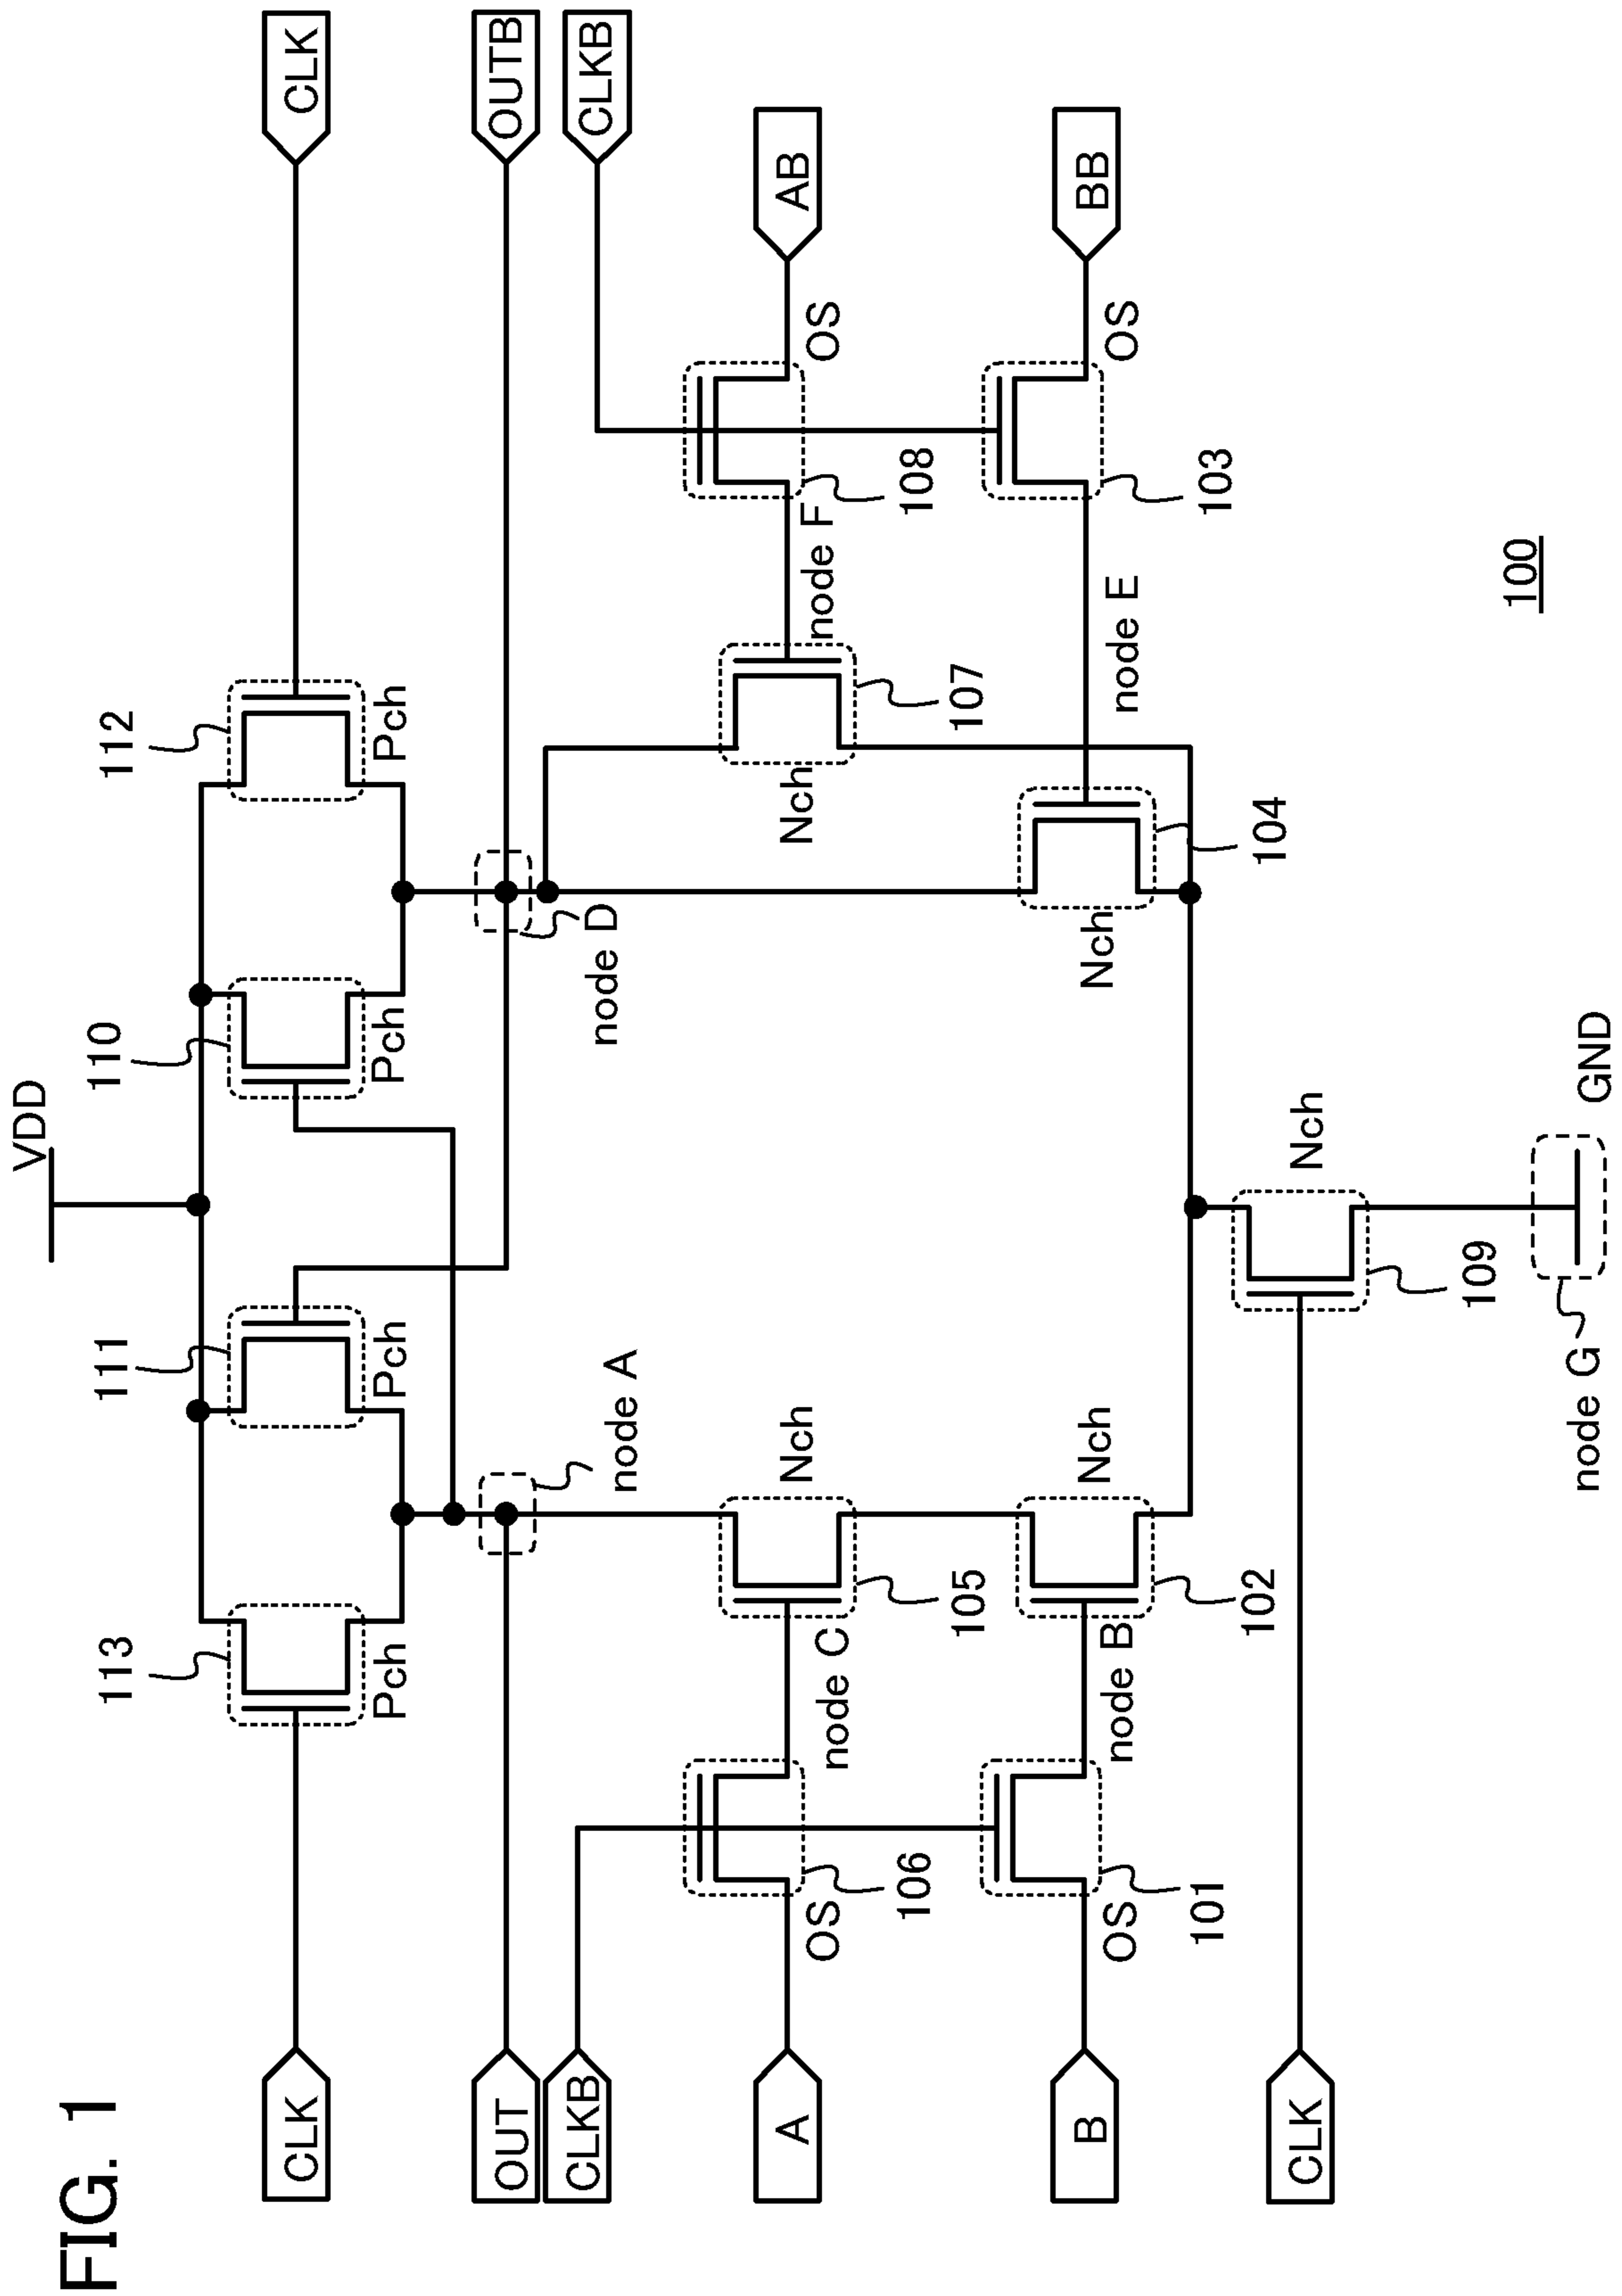 FIG. 1
VDD
113
111
110
112
CLK
Pch
Pch
Pch
Pch
CLK
OUT
node A
node D
OUTB
CLKB
CLKB
A
OS
106
node C
105
Nch
Nch
107
node F
108
OS
AB
B
OS
101
node B
102
Nch
Nch
104
node E
103
OS
BB
CLK
109
Nch
node G
GND
100